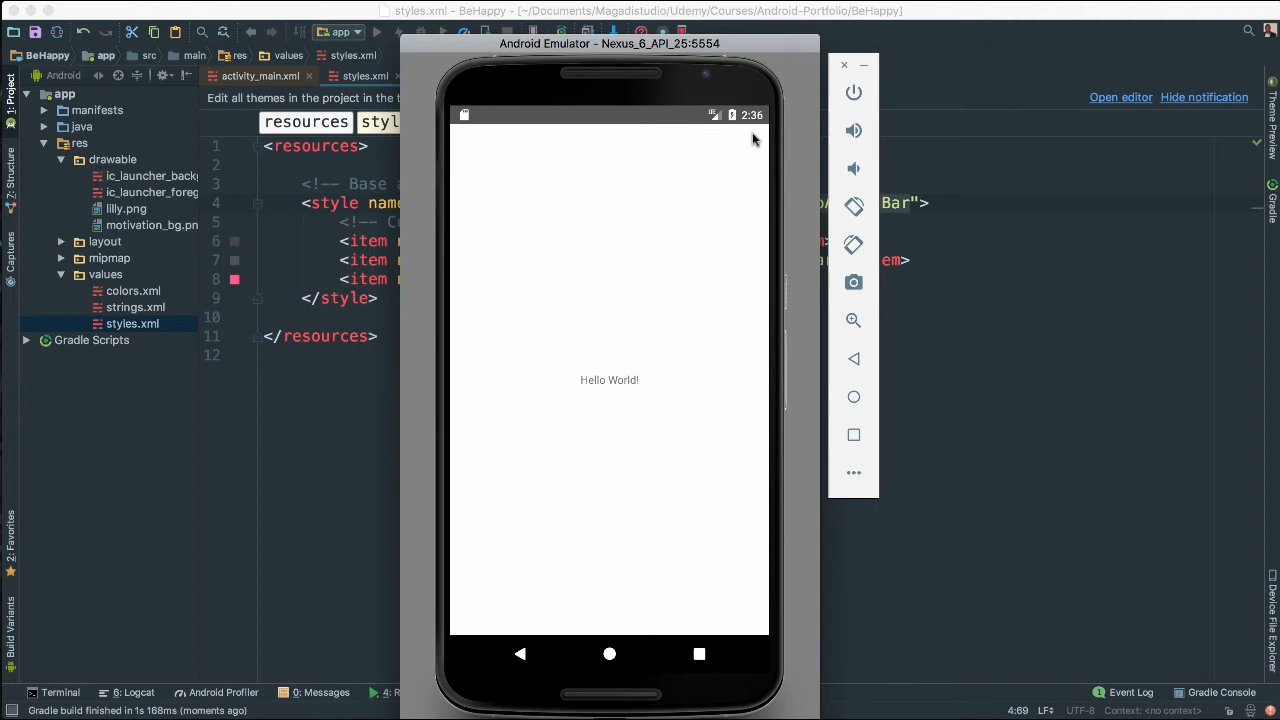 styles.xml - BeHappy - [~/Documents/Magadistudio/Udemy/Courses/Android-Portfolio/BeHappy]
app
BeHappy app src main res values styles.xml
Android Emulator - Nexus_6_API_25:5554
Android
activity_main.xml styles.xml
Edit all themes in the project in the t
Open editor Hide notification
resources styl
1: Project
7: Structure
Captures
2: Favorites
Build Variants
Theme Preview
Gradle
Device File Explorer
app
manifests
java
res
drawable
ic_launcher_backg
ic_launcher_foreg
lilly.png
motivation_bg.pn
layout
mipmap
values
colors.xml
strings.xml
styles.xml
Gradle Scripts
1 <resources>
2
3 <!-- Base a
4 <style name Bar">
5 <!-- C
6 <item n
7 <item n em>
8 <item n
9 </style>
10
11 </resources>
12
LTE 2:36
Hello World!
Terminal 6: Logcat Android Profiler 0: Messages 4: R
1 Event Log Gradle Console
Gradle build finished in 1s 168ms (moments ago)
4:69 LF UTF-8 Context: <no context>